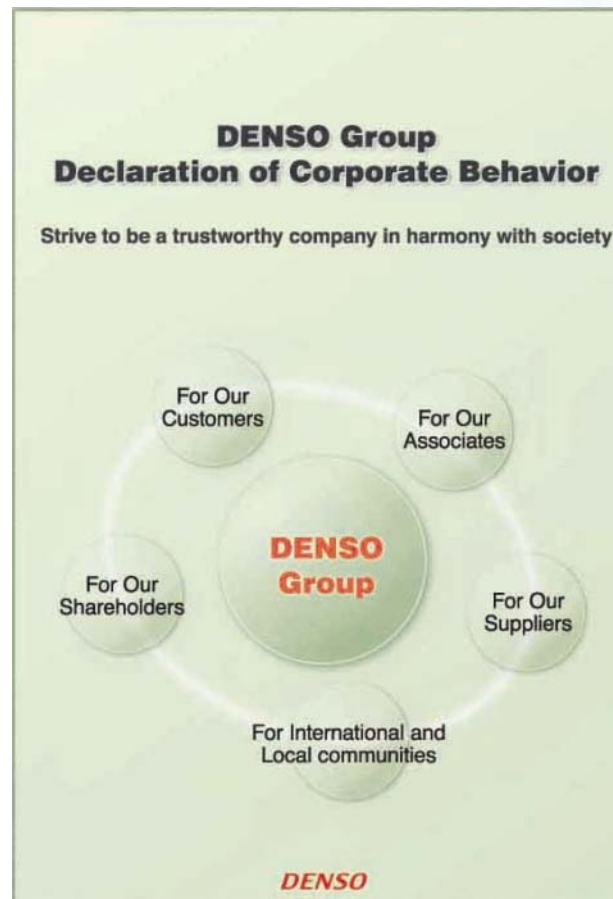 DENSO Group
Declaration of Corporate Behavior
Strive to be a trustworthy company in harmony with society
For Our
Customers
For Our
Associates
DENSO
Group
For Our
Shareholders
For Our
Suppliers
For International and
Local communities
DENSO